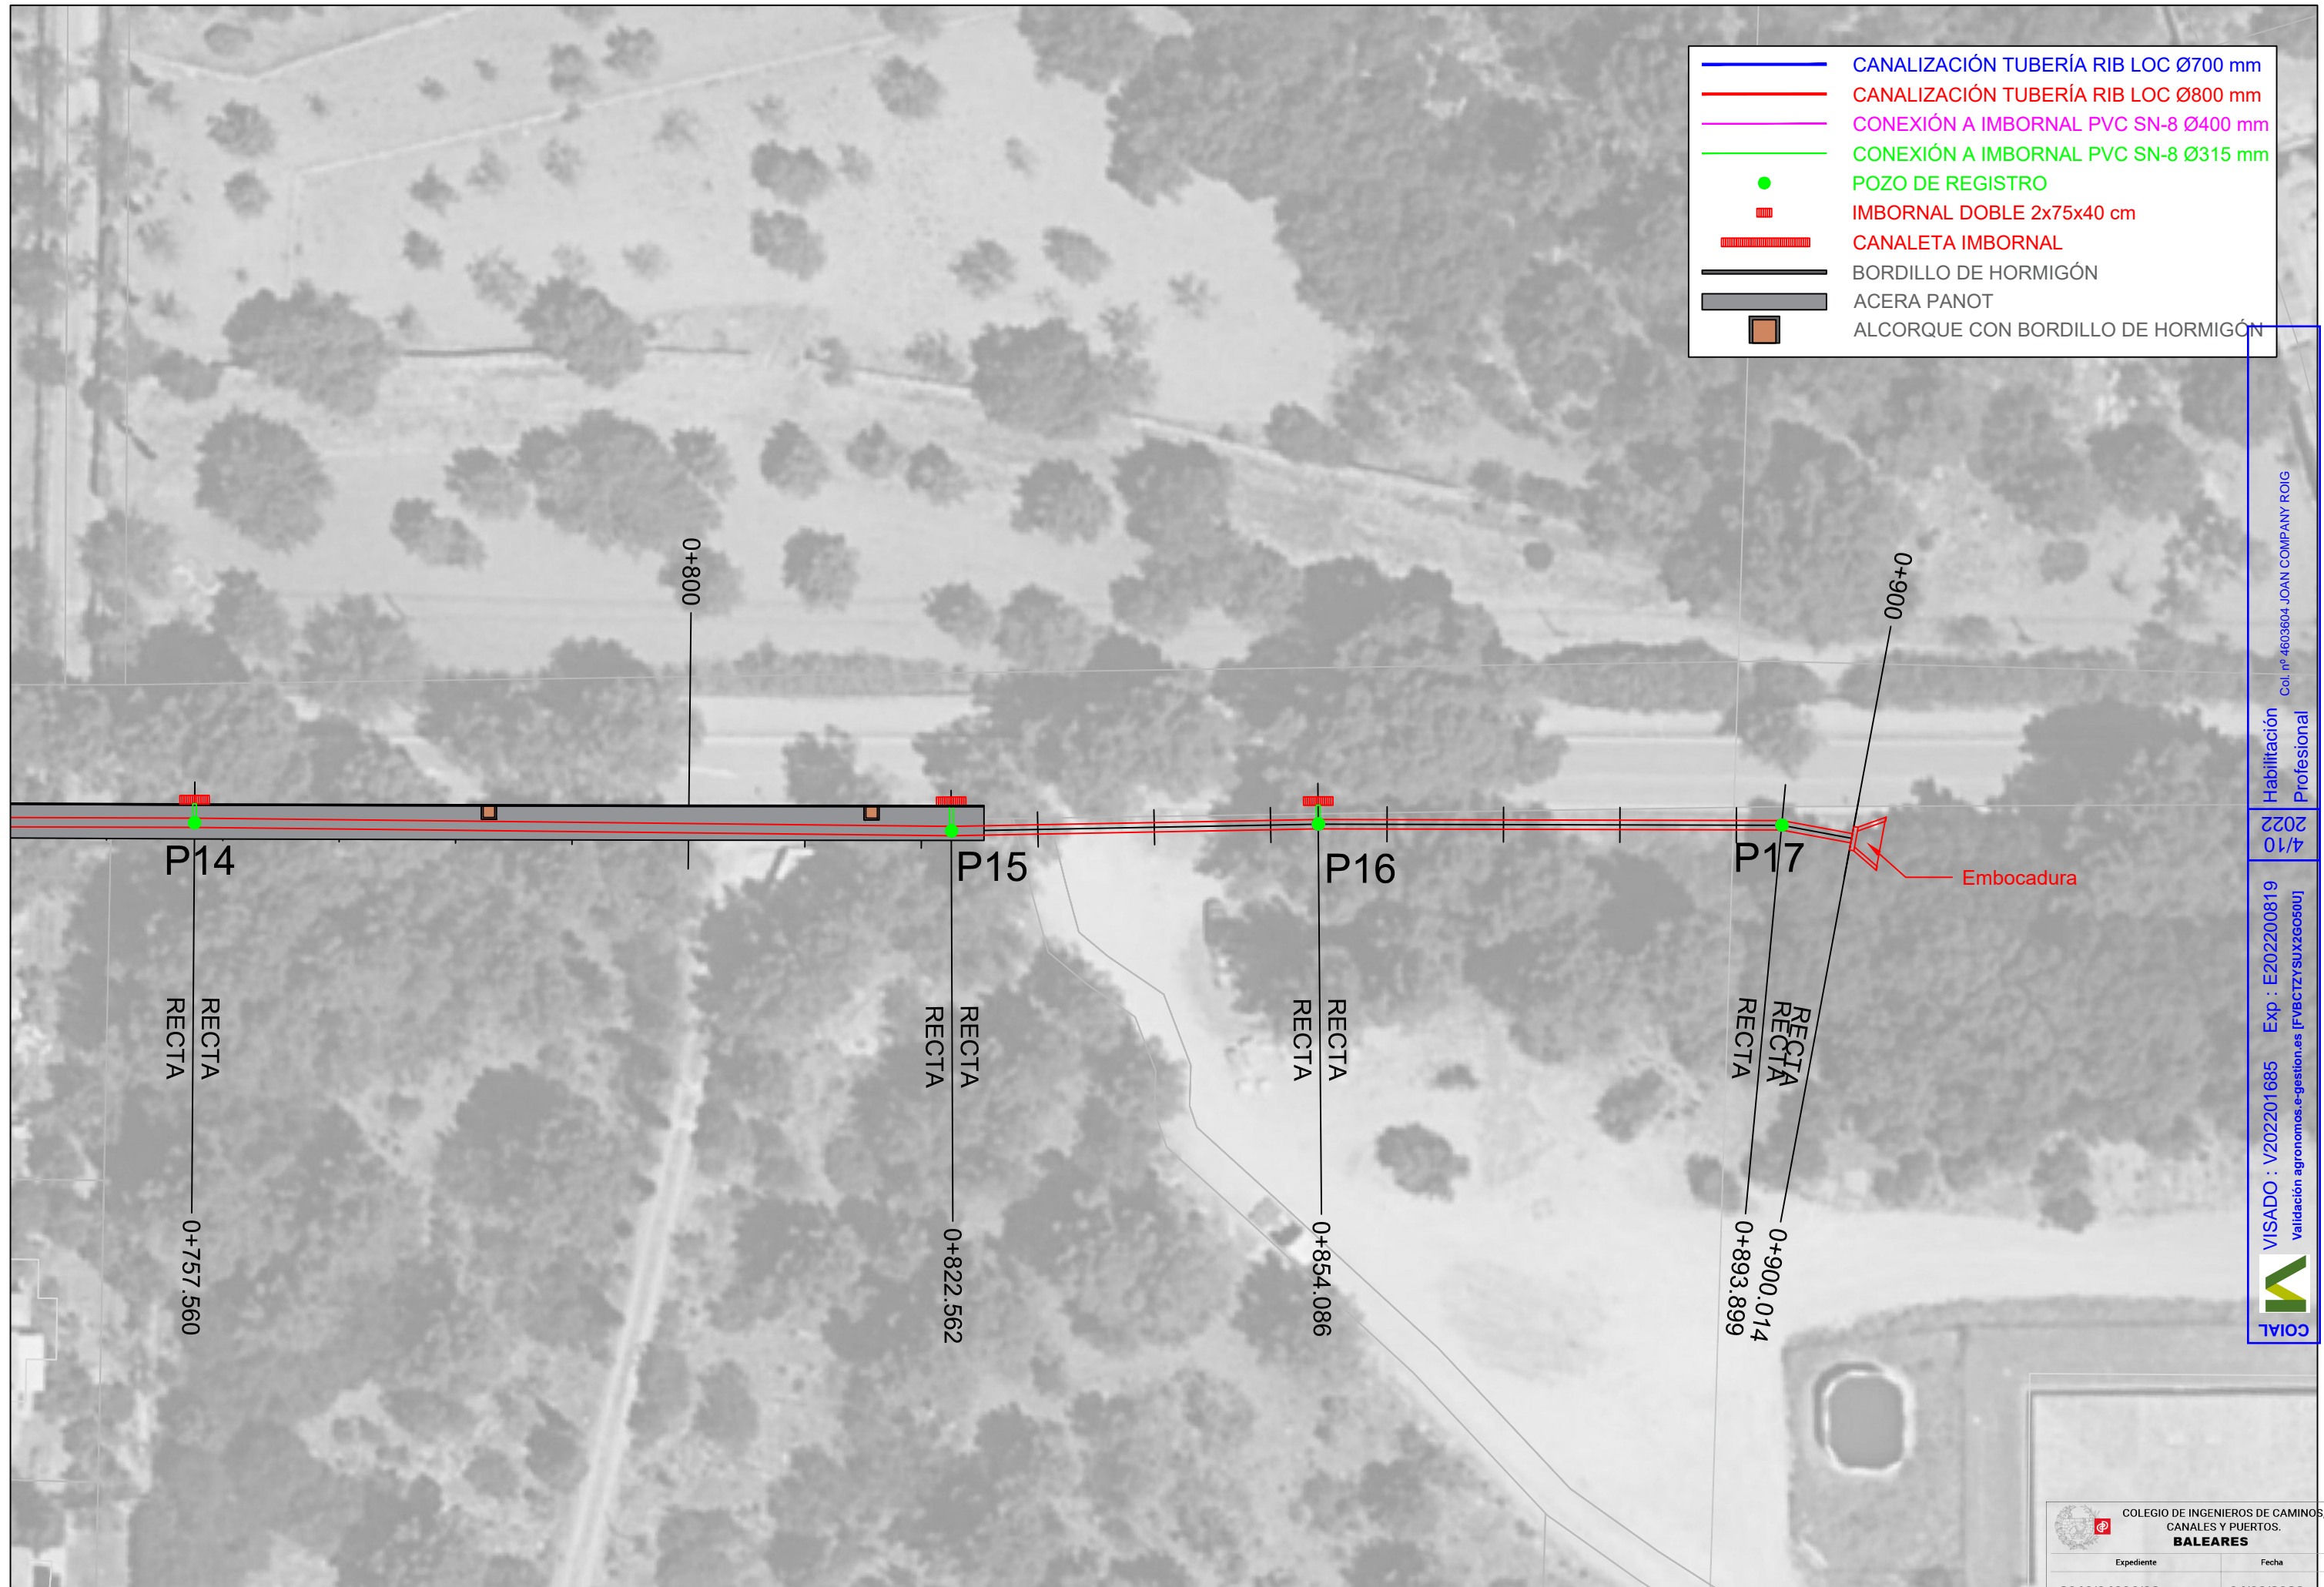 CANALIZACIÓN TUBERÍA RIB LOC Ø700 mm
CANALIZACIÓN TUBERÍA RIB LOC Ø800 mm
CONEXIÓN A IMBORNAL PVC SN-8 Ø400 mm
CONEXIÓN A IMBORNAL PVC SN-8 Ø315 mm
POZO DE REGISTRO
IMBORNAL DOBLE 2x75x40 cm
CANALETA IMBORNAL
BORDILLO DE HORMIGÓN
ACERA PANOT
ALCORQUE CON BORDILLO DE HORMIGÓN
0+800
0+900
P14
P15
P16
P17
Embocadura
RECTA
RECTA
RECTA
RECTA
RECTA
RECTA
RECTA
RECTA
RECTA
0+757.560
0+822.562
0+854.086
0+893.899
0+900.014
Habilitación Col. nº 4603604 JOAN COMPANY ROIG
Profesional
4/10
2022
VISADO : V202201685 Exp : E202200819
Validación agronomos.e-gestion.es [FVBCTZYSUX2GO50U]
COIAL
COLEGIO DE INGENIEROS DE CAMINOS,
CANALES Y PUERTOS.
BALEARES
Expediente Fecha